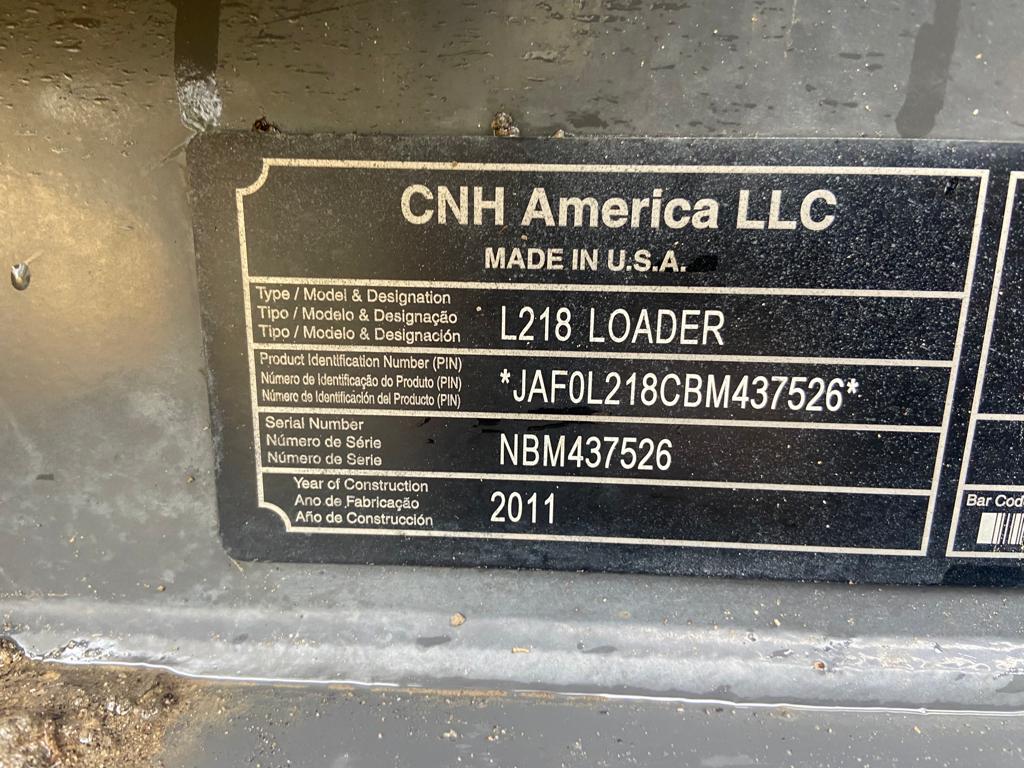 CNH America LLC
MADE IN U.S.A.
Type / Model & Designation
Tipo / Modelo & Designação
Tipo / Modelo & Designación
L218 LOADER
Product Identification Number (PIN)
Número de Identificação do Produto (PIN)
Número de Identificación del Producto (PIN)
*JAF0L218CBM437526*
Serial Number
Número de Série
Número de Serie
NBM437526
Year of Construction
Ano de Fabricação
Año de Construcción
2011
Bar Cod